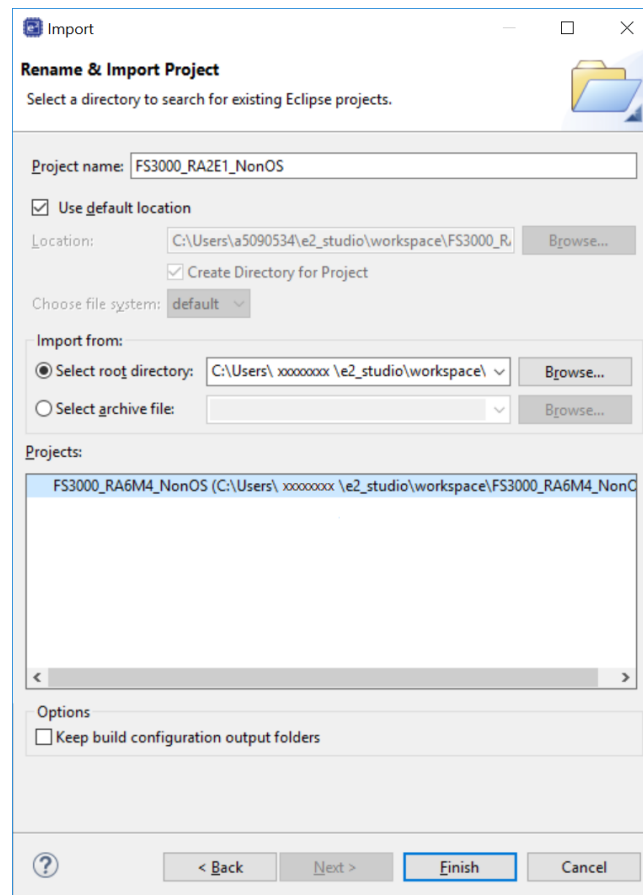 Import
Rename & Import Project
Select a directory to search for existing Eclipse projects.
Project name: FS3000_RA2E1_NonOS
Use default location
Location: C:\Users\a5090534\e2_studio\workspace\FS3000_R Browse...
Create Directory for Project
Choose file system: default
Import from:
Select root directory: C:\Users\ xxxxxxxx \e2_studio\workspace\ Browse...
Select archive file: Browse...
Projects:
FS3000_RA6M4_NonOS (C:\Users\ xxxxxxxx \e2_studio\workspace\FS3000_RA6M4_NonO
Options
Keep build configuration output folders
? < Back Next > Finish Cancel